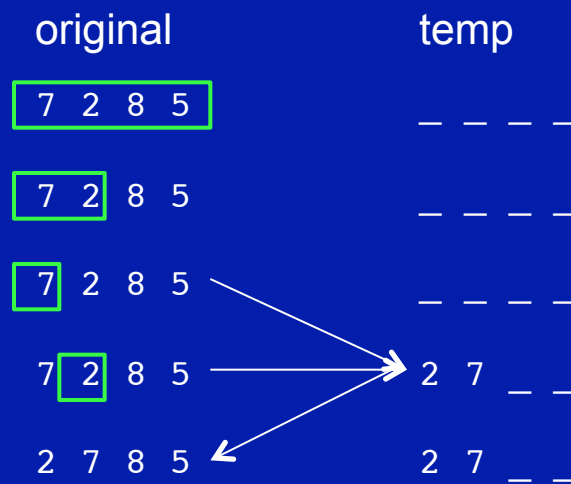 original temp
7 2 8 5 _ _ _ _
7 2 8 5 _ _ _ _
7 2 8 5 _ _ _ _
7 2 8 5 2 7 _ _
2 7 8 5 2 7 _ _